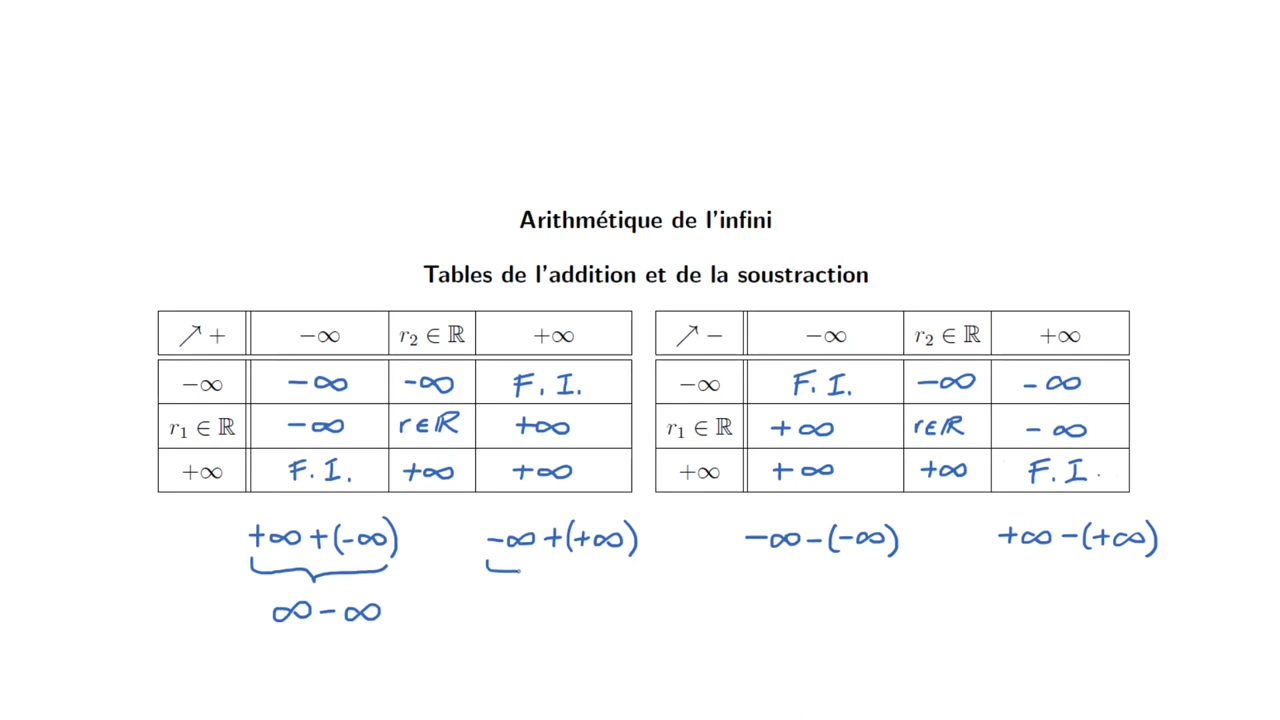 Arithmétique de l'infini
Tables de l'addition et de la soustraction
↗ + −∞ r₂ ∈ ℝ +∞ ↗ − −∞ r₂ ∈ ℝ +∞
−∞ −∞ −∞ F. I. −∞ F. I. −∞ −∞
r₁ ∈ ℝ −∞ r∈ℝ +∞ r₁ ∈ ℝ +∞ r∈ℝ −∞
+∞ F. I. +∞ +∞ +∞ +∞ +∞ F. I.
+∞ + (−∞) −∞ + (+∞) −∞ − (−∞) +∞ − (+∞)
∞ − ∞